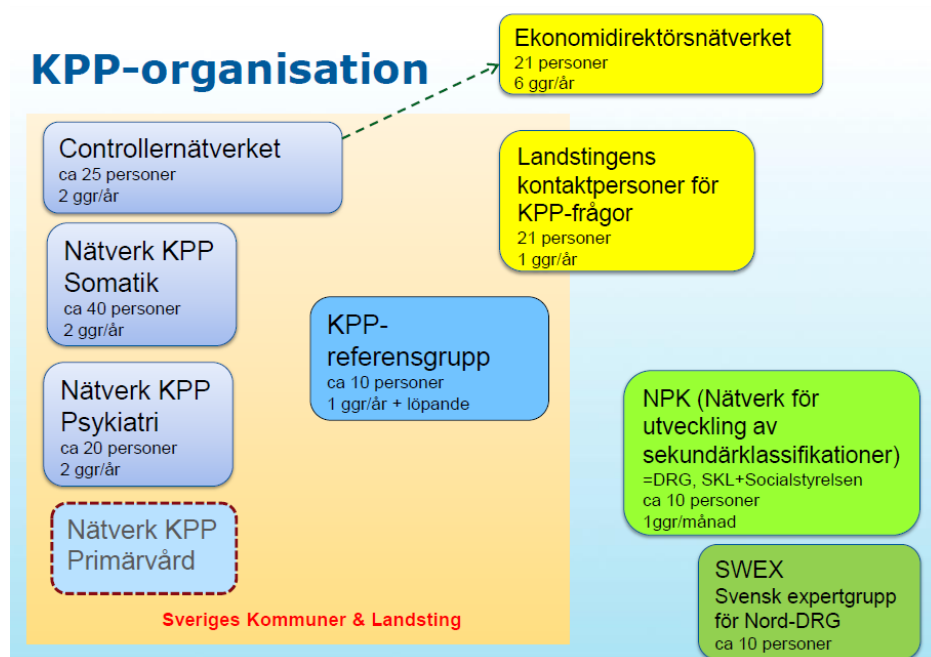 KPP-organisation
Ekonomidirektörsnätverket
21 personer
6 ggr/år
Controllernätverket
ca 25 personer
2 ggr/år
Landstingens
kontaktpersoner för
KPP-frågor
21 personer
1 ggr/år
Nätverk KPP
Somatik
ca 40 personer
2 ggr/år
KPP-
referensgrupp
ca 10 personer
1 ggr/år + löpande
Nätverk KPP
Psykiatri
ca 20 personer
2 ggr/år
NPK (Nätverk för
utveckling av
sekundärklassifikationer)
=DRG, SKL+Socialstyrelsen
ca 10 personer
1ggr/månad
Nätverk KPP
Primärvård
SWEX
Svensk expertgrupp
för Nord-DRG
ca 10 personer
Sveriges Kommuner & Landsting